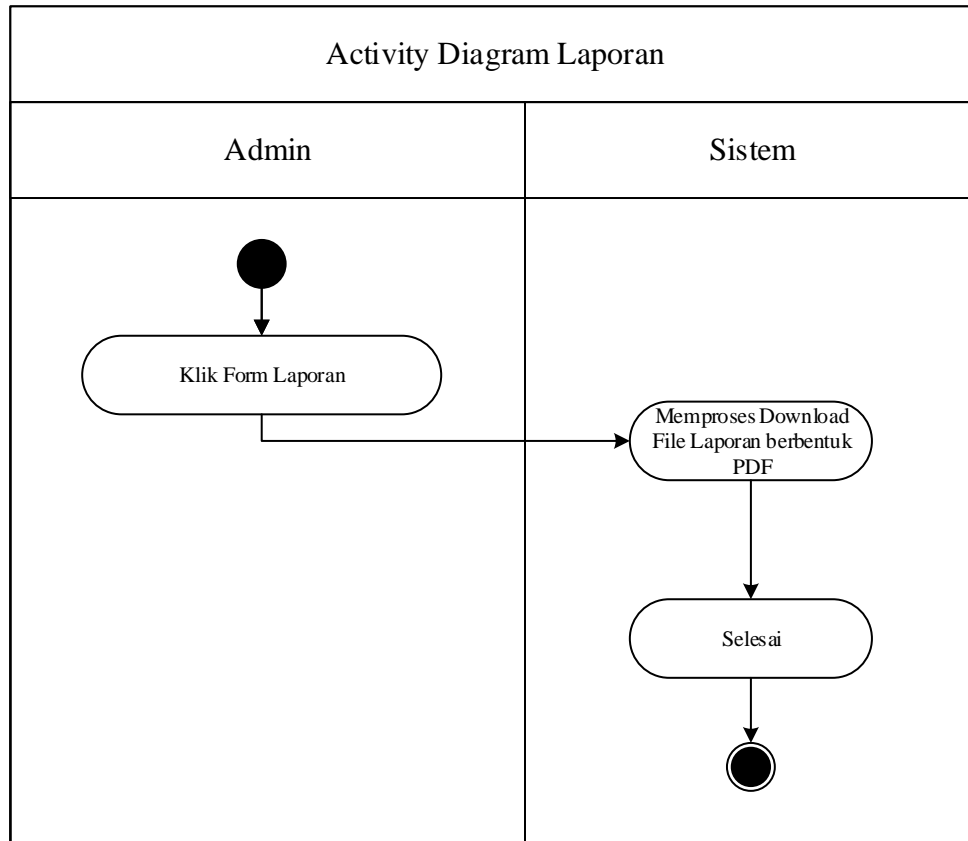 Activity Diagram Laporan
Admin
Sistem
Klik Form Laporan
Memproses Download
File Laporan berbentuk
PDF
Selesai